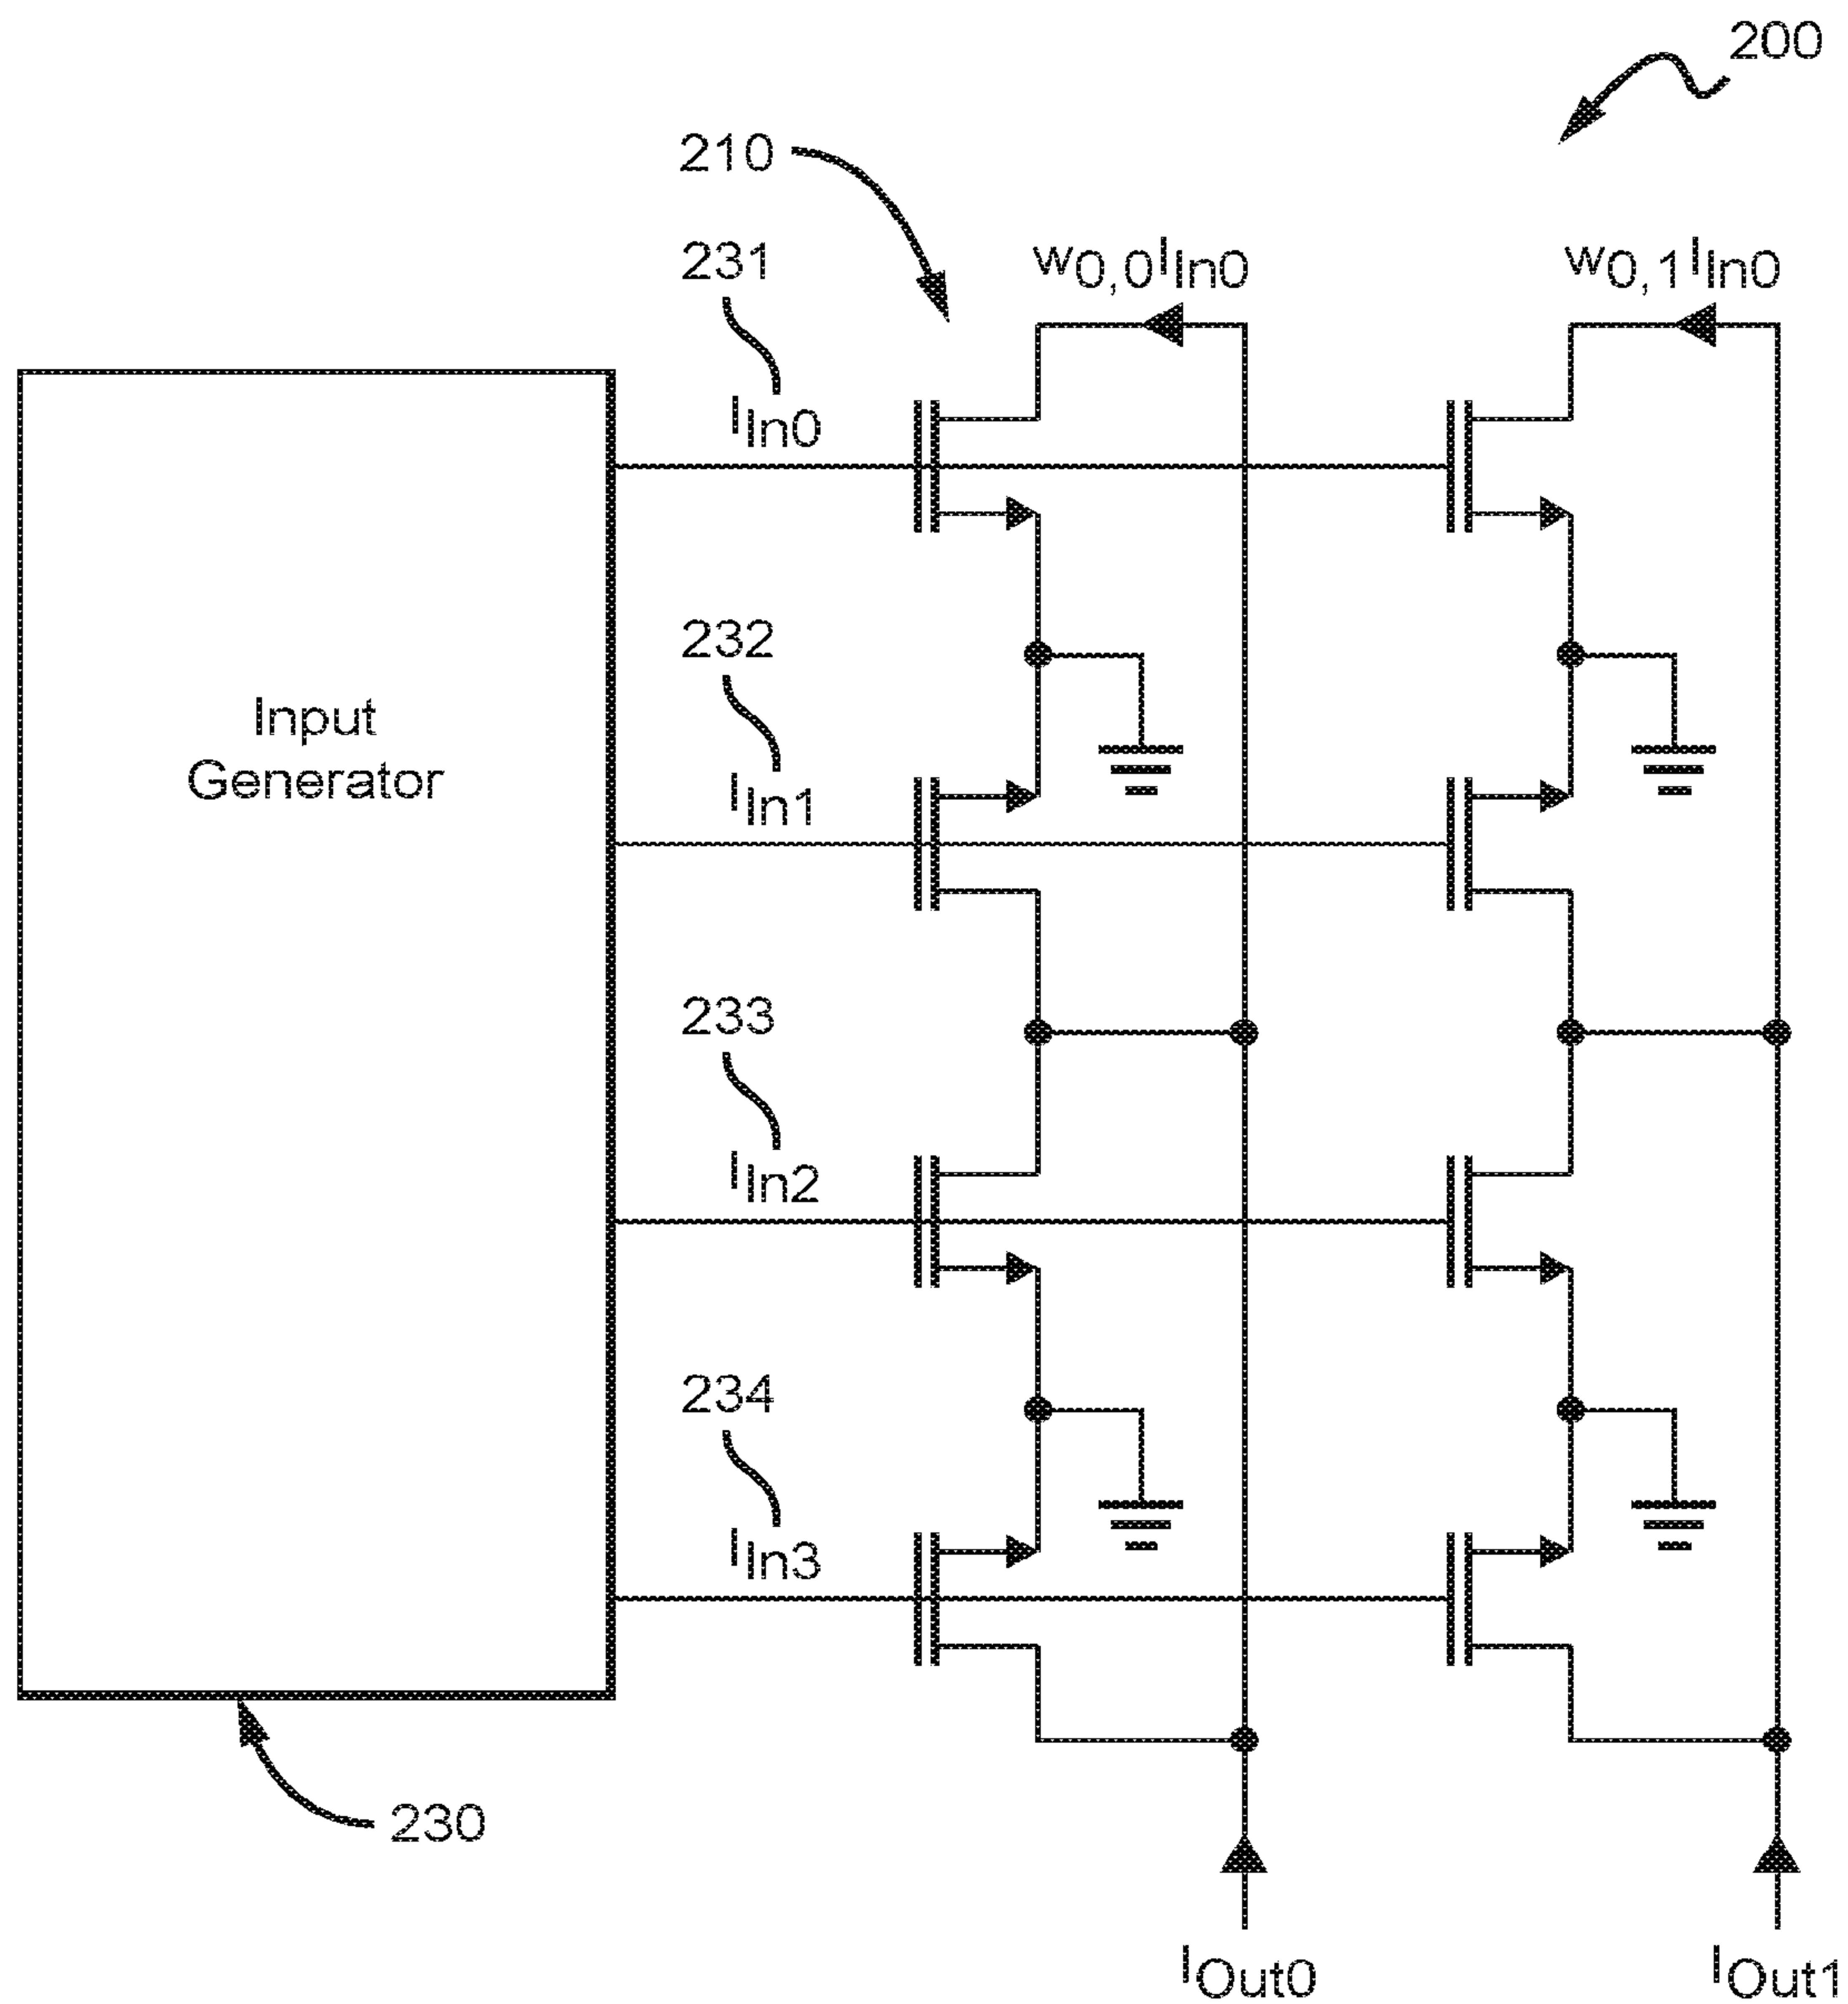 200
210
231
w0,0IIn0
w0,1IIn0
IIn0
232
Input
Generator
IIn1
233
IIn2
234
IIn3
230
IOut0
IOut1